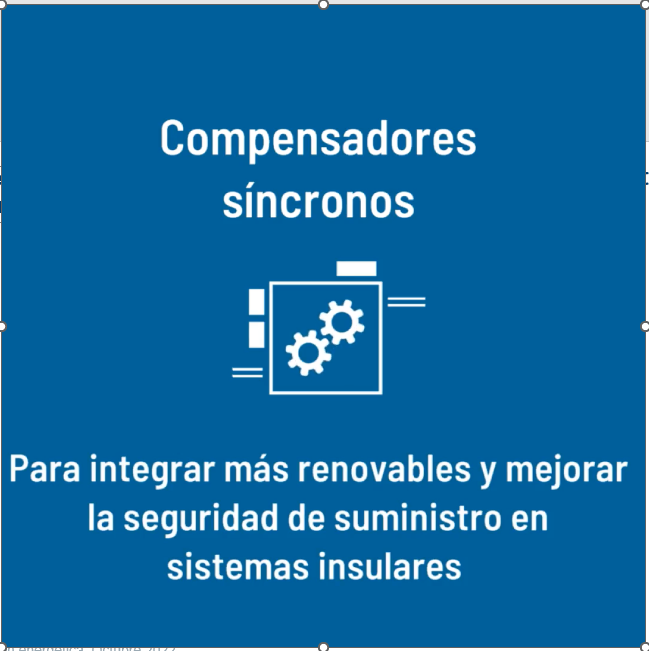 Compensadores
síncronos
Para integrar más renovables y mejorar
la seguridad de suministro en
sistemas insulares